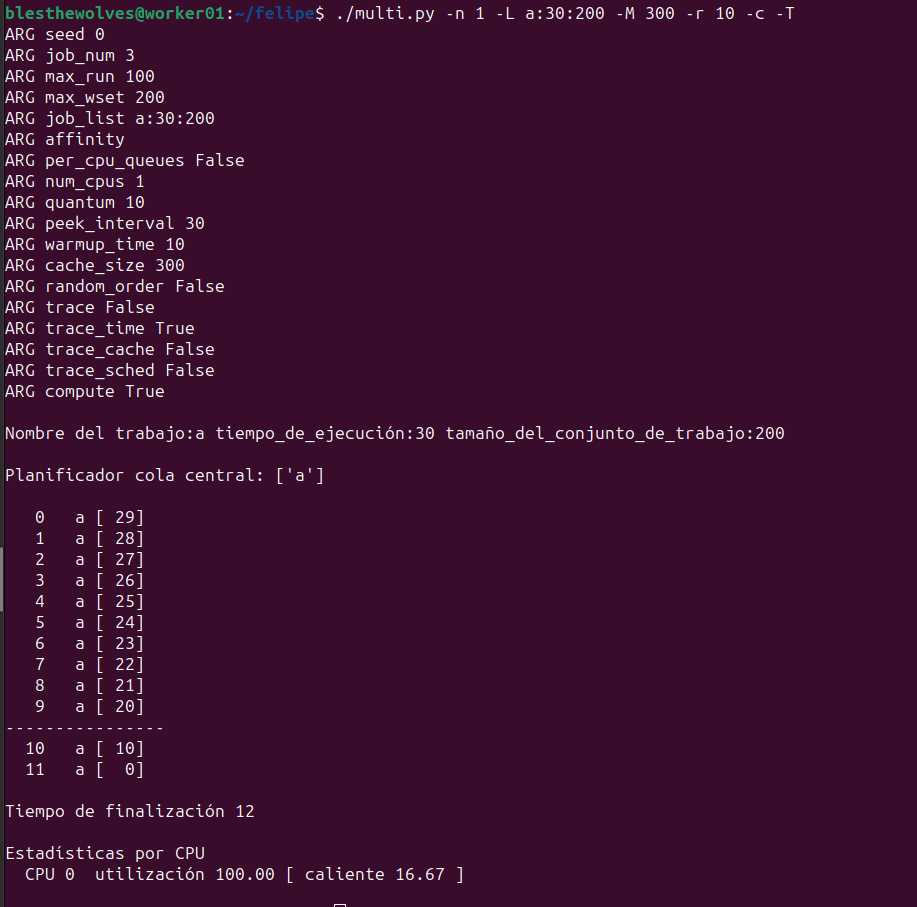 blesthewolves@worker01:~/felipe$ ./multi.py -n 1 -L a:30:200 -M 300 -r 10 -c -T
ARG seed 0
ARG job_num 3
ARG max_run 100
ARG max_wset 200
ARG job_list a:30:200
ARG affinity
ARG per_cpu_queues False
ARG num_cpus 1
ARG quantum 10
ARG peek_interval 30
ARG warmup_time 10
ARG cache_size 300
ARG random_order False
ARG trace False
ARG trace_time True
ARG trace_cache False
ARG trace_sched False
ARG compute True

Nombre del trabajo:a tiempo_de_ejecución:30 tamaño_del_conjunto_de_trabajo:200

Planificador cola central: ['a']

   0   a [ 29]
   1   a [ 28]
   2   a [ 27]
   3   a [ 26]
   4   a [ 25]
   5   a [ 24]
   6   a [ 23]
   7   a [ 22]
   8   a [ 21]
   9   a [ 20]
----------------
  10   a [ 10]
  11   a [  0]

Tiempo de finalización 12

Estadísticas por CPU
  CPU 0  utilización 100.00 [ caliente 16.67 ]